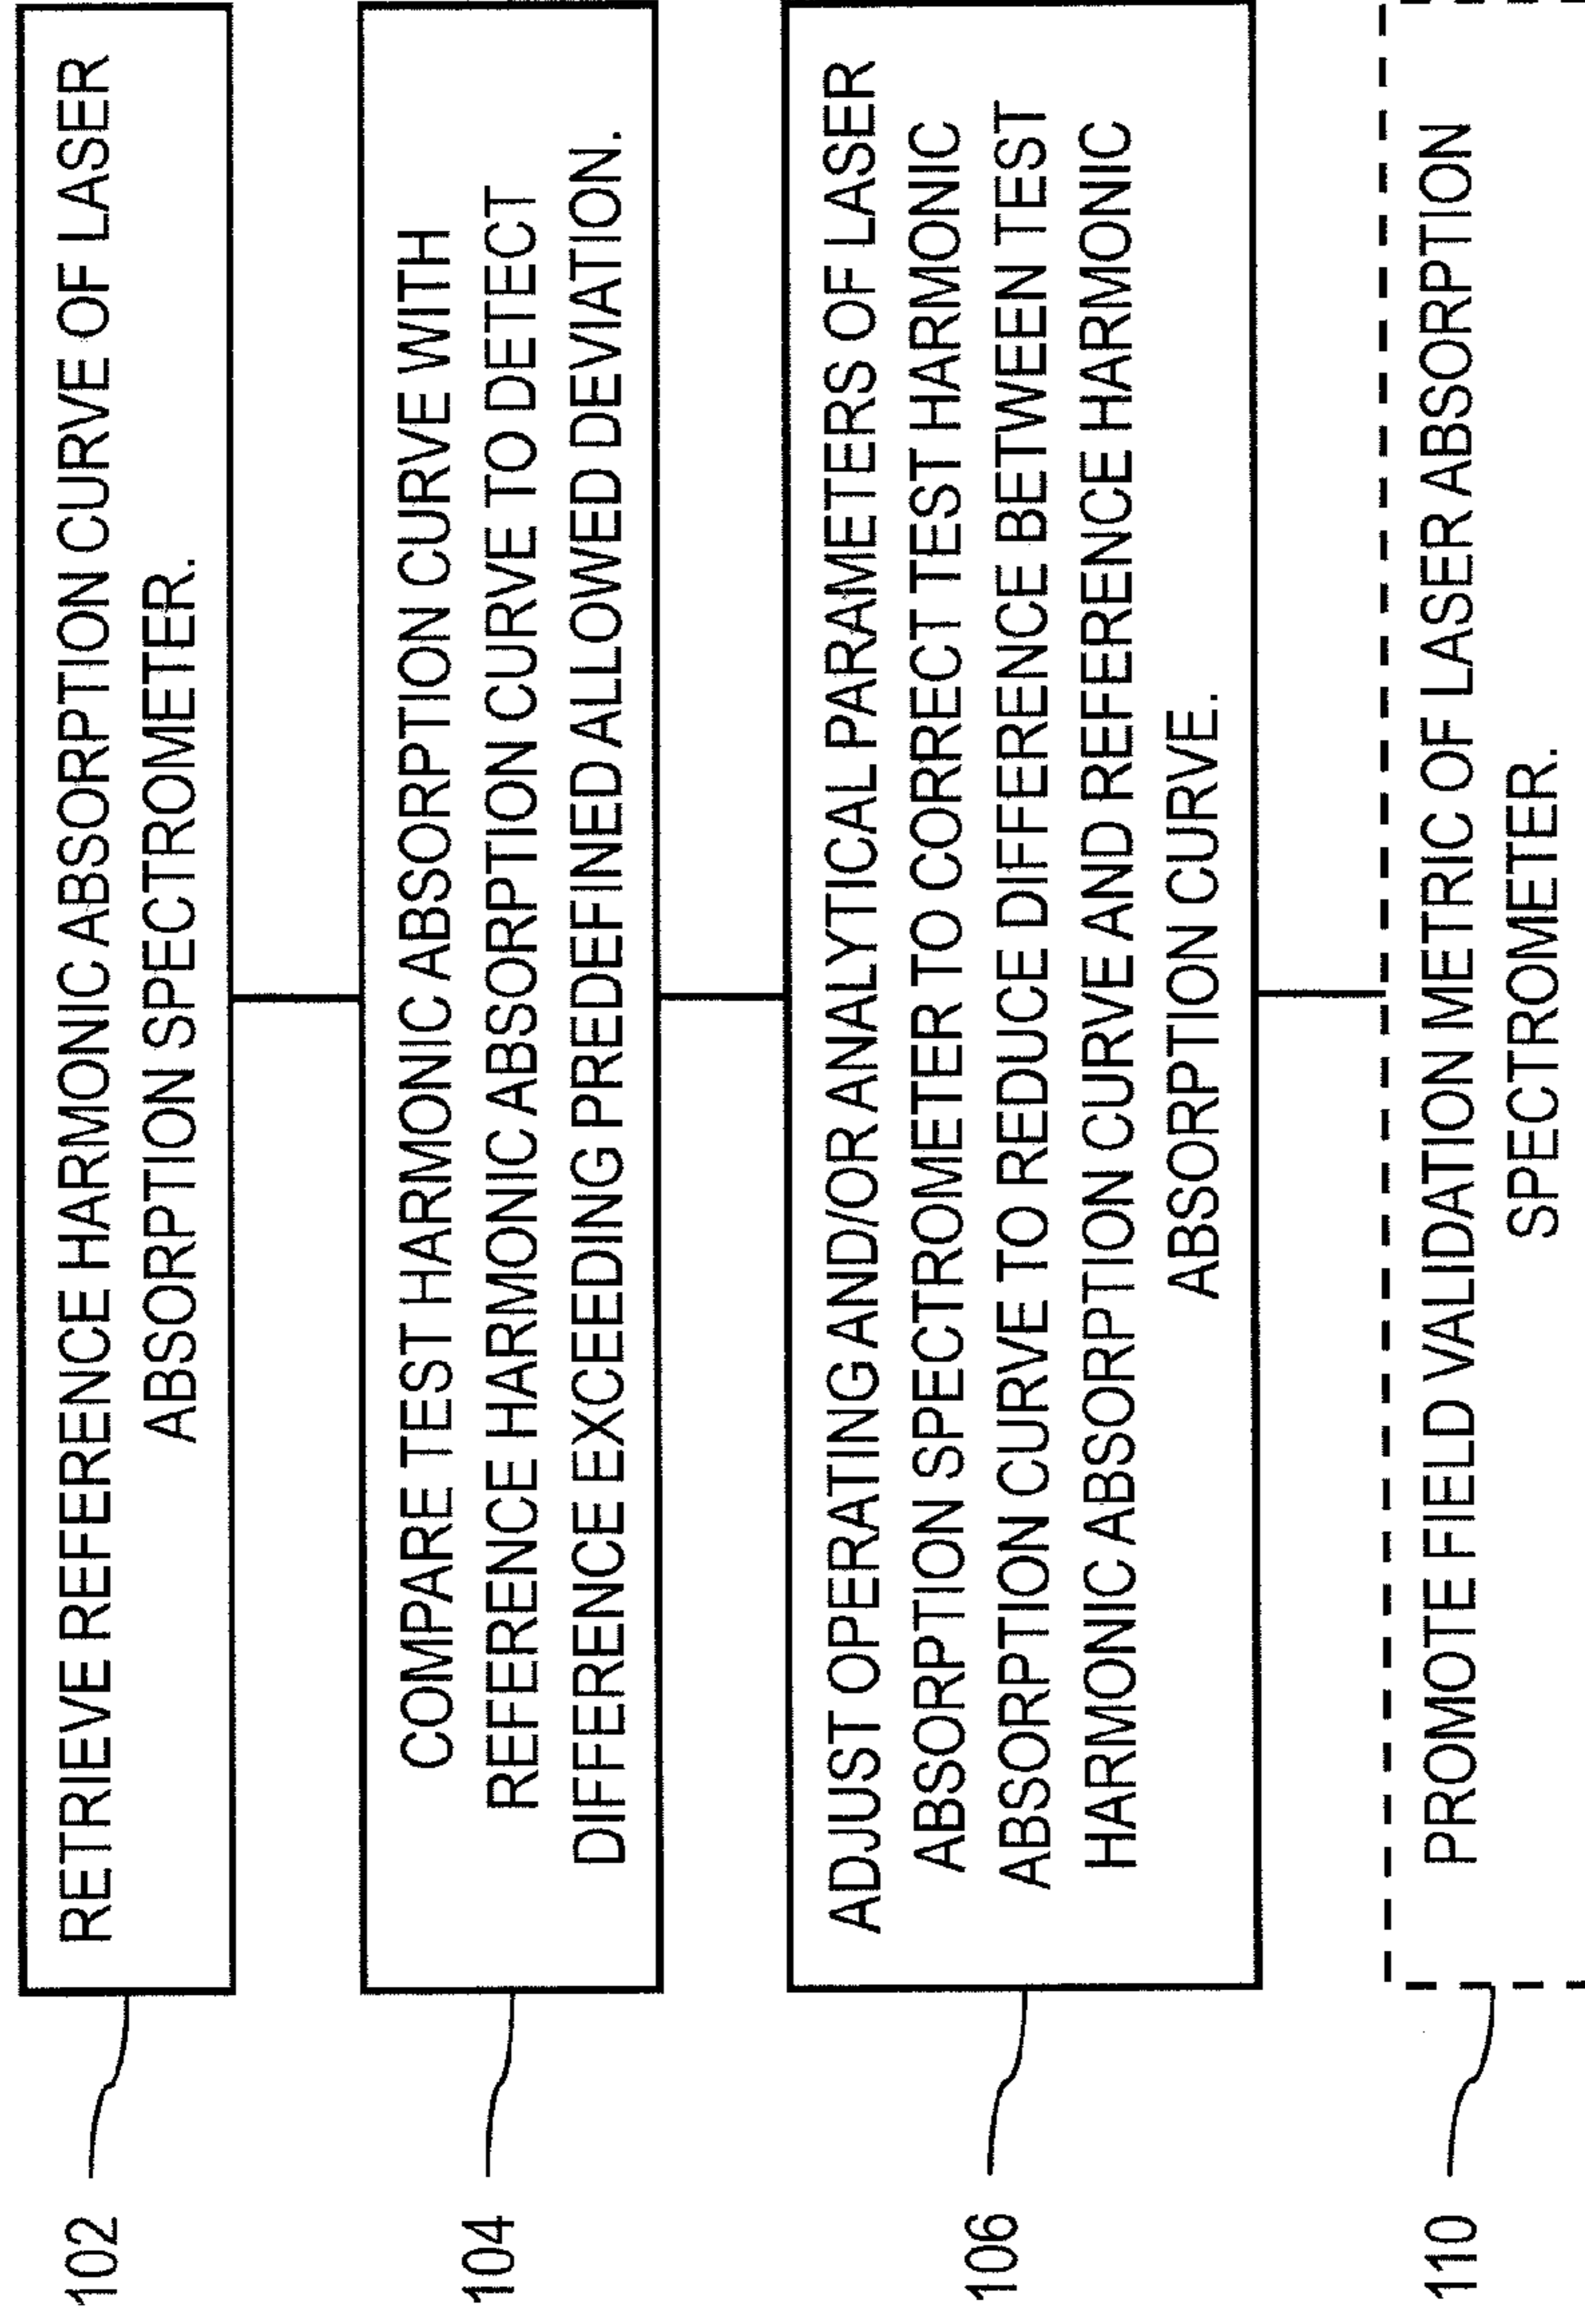 102
RETRIEVE REFERENCE HARMONIC ABSORPTION CURVE OF LASER
ABSORPTION SPECTROMETER.
104
COMPARE TEST HARMONIC ABSORPTION CURVE WITH
REFERENCE HARMONIC ABSORPTION CURVE TO DETECT
DIFFERENCE EXCEEDING PREDEFINED ALLOWED DEVIATION.
106
ADJUST OPERATING AND/OR ANALYTICAL PARAMETERS OF LASER
ABSORPTION SPECTROMETER TO CORRECT TEST HARMONIC
ABSORPTION CURVE TO REDUCE DIFFERENCE BETWEEN TEST
HARMONIC ABSORPTION CURVE AND REFERENCE HARMONIC
ABSORPTION CURVE.
110
PROMOTE FIELD VALIDATION METRIC OF LASER ABSORPTION
SPECTROMETER.